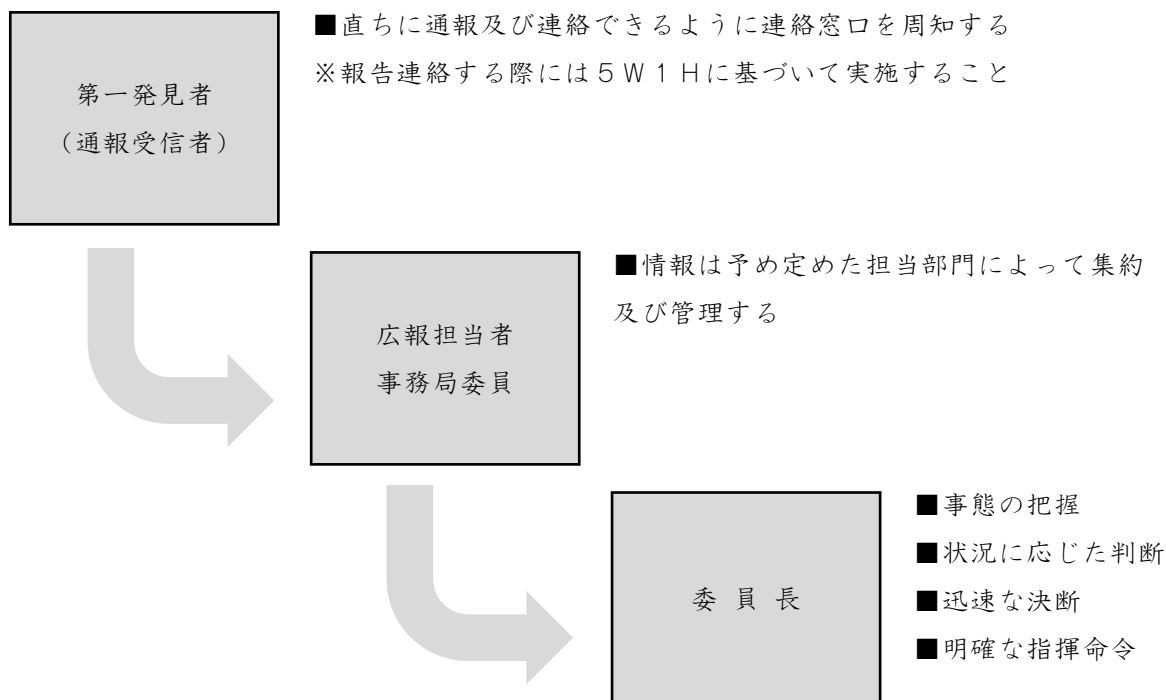 ■直ちに通報及び連絡できるように連絡窓口を周知する
※報告連絡する際には５Ｗ１Ｈに基づいて実施すること
第一発見者
（通報受信者）
■情報は予め定めた担当部門によって集約
及び管理する
広報担当者
事務局委員
■事態の把握
■状況に応じた判断
■迅速な決断
■明確な指揮命令
委 員 長